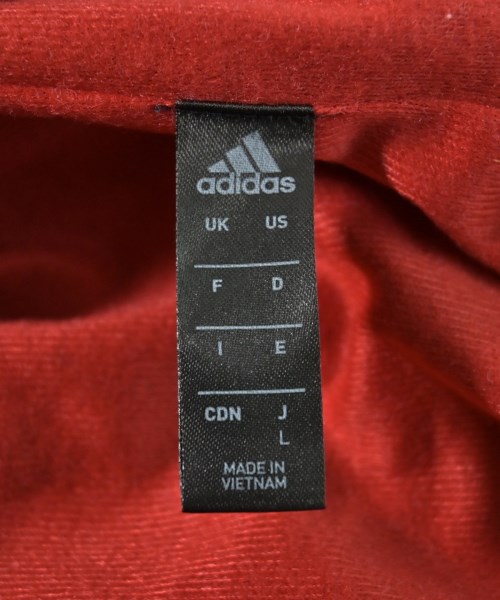 adidas
UK US
F D
I E
CDN J
L
MADE IN
VIETNAM